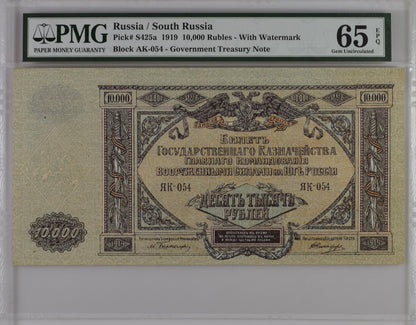 PMG
PAPER MONEY GUARANTY
Russia / South Russia
Pick# S425a 1919 10,000 Rubles - With Watermark
Block AK-054 - Government Treasury Note
65 EPQ
Gem Uncirculated
10.000 10.000
Билетъ
Государственнаго Казначейства
Главнаго Командованія
Вооруженными Силами на Югѣ Россіи
ЯК-054 ЯК-054
Десять тысячъ
рублей
10.000
1919 1919